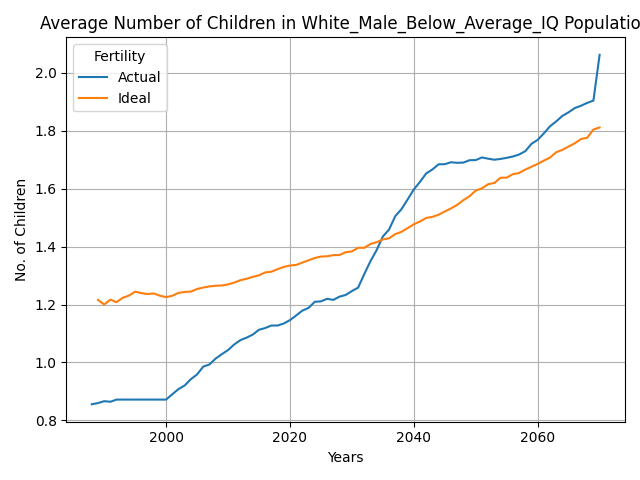 Average Number of Children in White_Male_Below_Average_IQ Populatio
Fertility
Actual
Ideal
2.0
1.8
1.6
1.4
1.2
1.0
0.8
No. of Children
2000 2020 2040 2060
Years